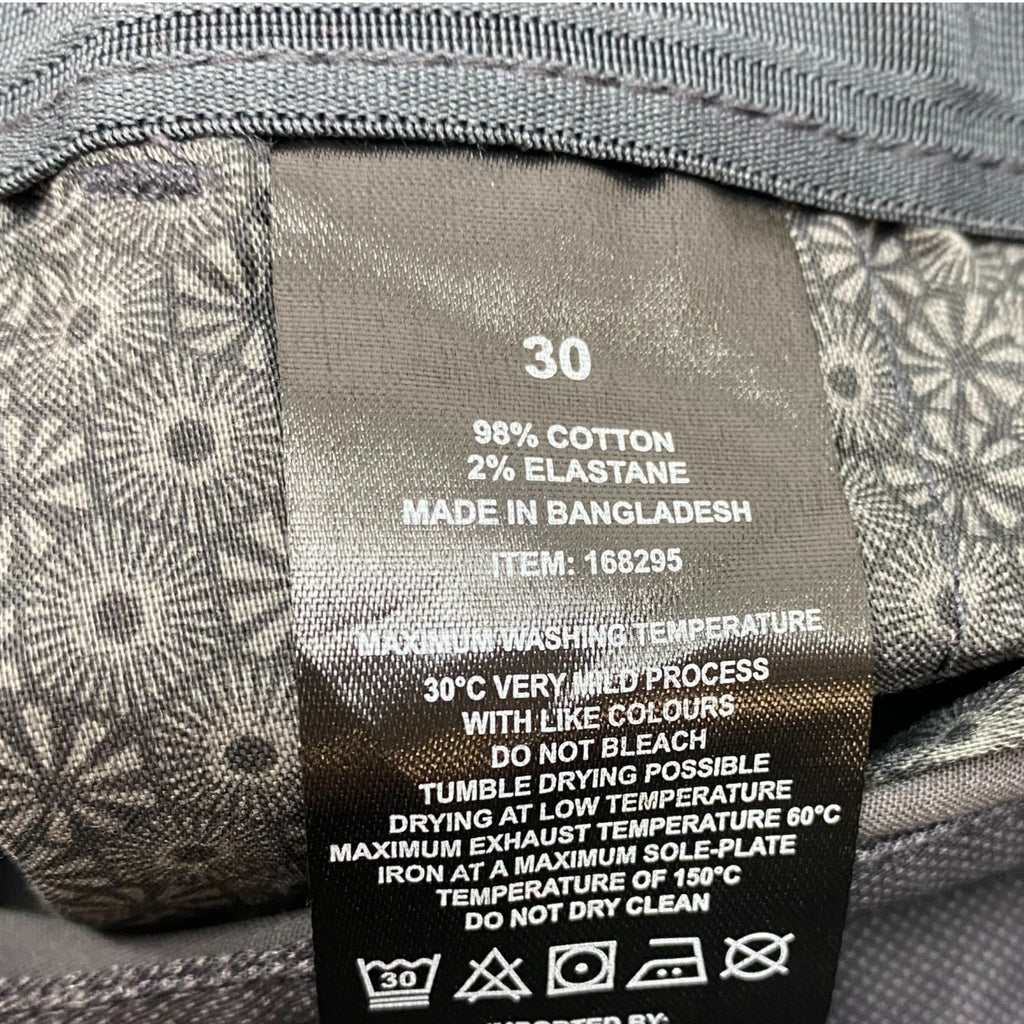 30
98% COTTON
2% ELASTANE
MADE IN BANGLADESH
ITEM: 168295
MAXIMUM WASHING TEMPERATURE
30°C VERY MILD PROCESS
WITH LIKE COLOURS
DO NOT BLEACH
TUMBLE DRYING POSSIBLE
DRYING AT LOW TEMPERATURE
MAXIMUM EXHAUST TEMPERATURE 60°C
IRON AT A MAXIMUM SOLE-PLATE
TEMPERATURE OF 150°C
DO NOT DRY CLEAN
30
IMPORTED BY: